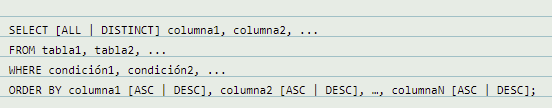 SELECT [ALL | DISTINCT] columna1, columna2, ...
FROM tabla1, tabla2, ...
WHERE condición1, condición2, ...
ORDER BY columna1 [ASC | DESC], columna2 [ASC | DESC], …, columnaN [ASC | DESC];